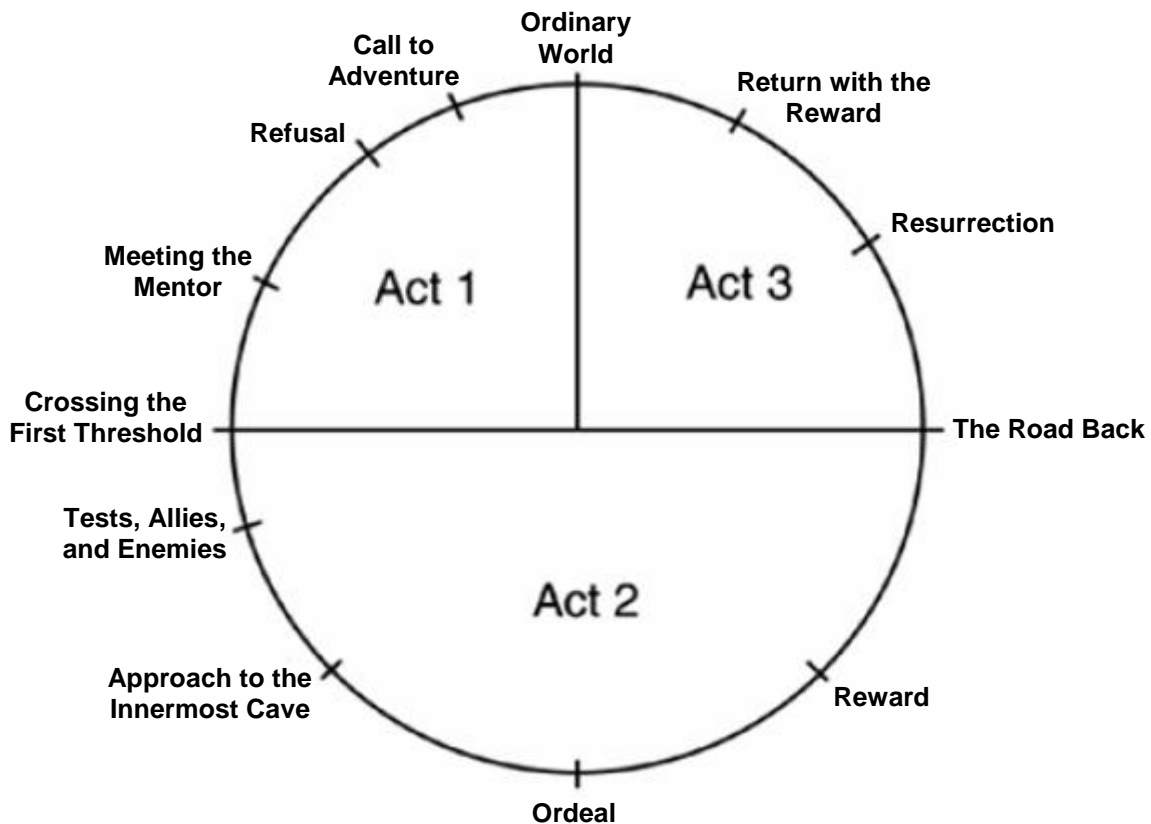 Ordinary
World
Call to
Adventure
Return with the
Reward
Refusal
Resurrection
Meeting the
Mentor
Act 1
Act 3
Crossing the
First Threshold
The Road Back
Tests, Allies,
and Enemies
Act 2
Approach to the
Innermost Cave
Reward
Ordeal